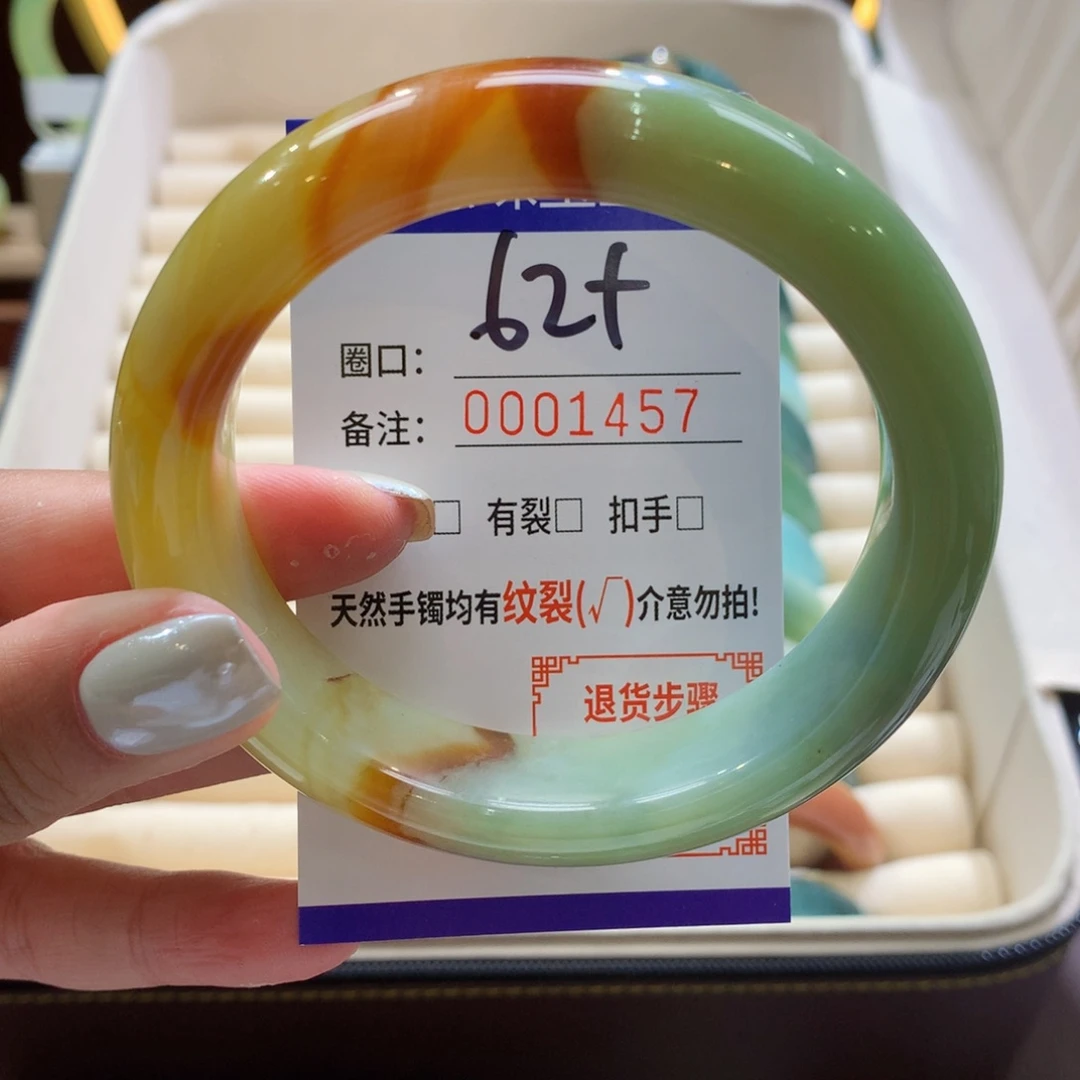 62+
圈口：
备注： 0001457
□ 有裂□ 扣手□
天然手镯均有纹裂(√)介意勿拍！
退货步骤